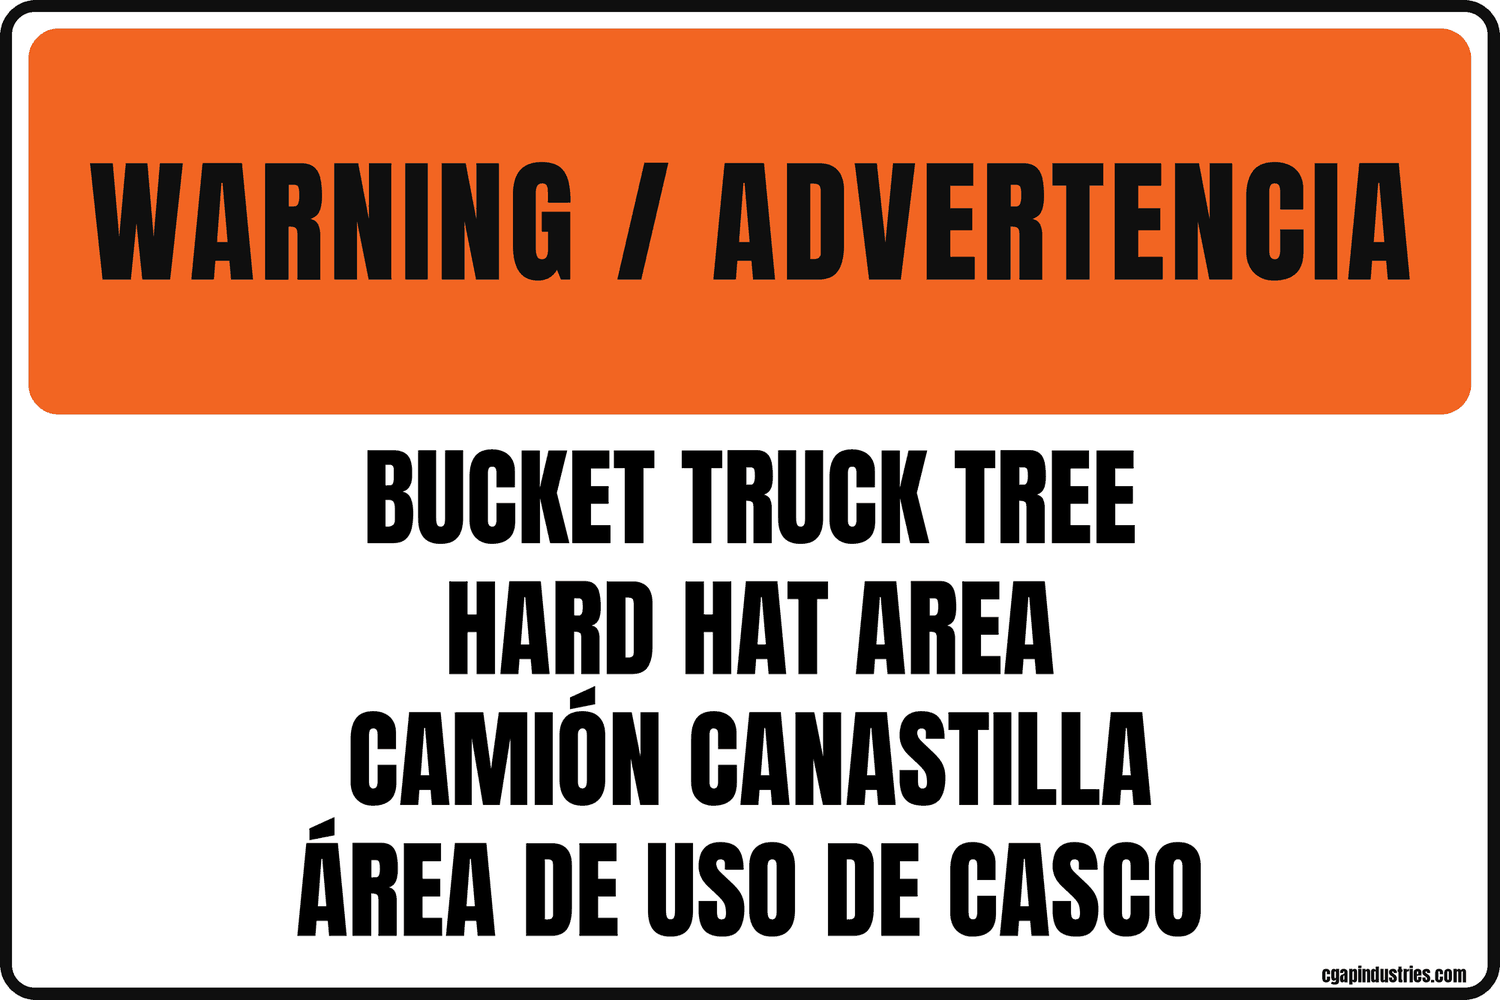 WARNING / ADVERTENCIA
BUCKET TRUCK TREE
HARD HAT AREA
CAMIÓN CANASTILLA
ÁREA DE USO DE CASCO
cgapindustries.com